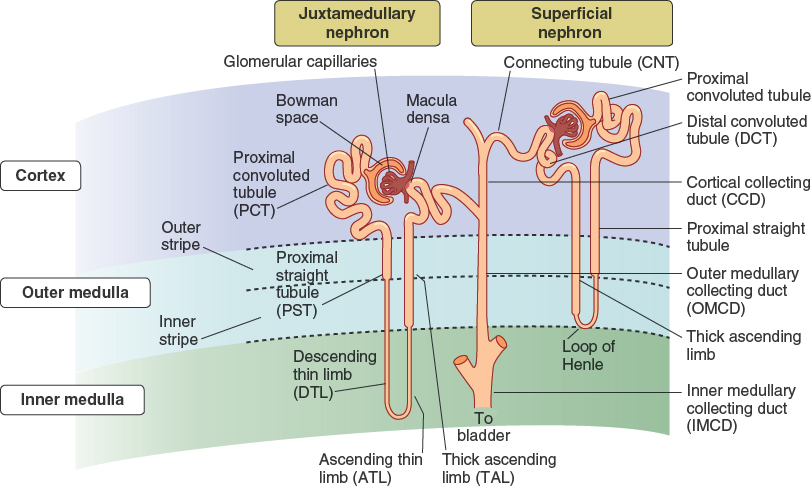 Juxtamedullary
nephron
Superficial
nephron
Glomerular capillaries
Connecting tubule (CNT)
Bowman
space
Macula
densa
Proximal
convoluted tubule
Distal convoluted
tubule (DCT)
Proximal
convoluted
tubule
(PCT)
Cortex
Cortical collecting
duct (CCD)
Outer
stripe
Proximal straight
tubule
Proximal
straight
tubule
(PST)
Outer medulla
Outer medullary
collecting duct
(OMCD)
Inner
stripe
Thick ascending
limb
Loop of
Henle
Descending
thin limb
(DTL)
Inner medulla
Inner medullary
collecting duct
(IMCD)
To
bladder
Ascending thin
limb (ATL)
Thick ascending
limb (TAL)